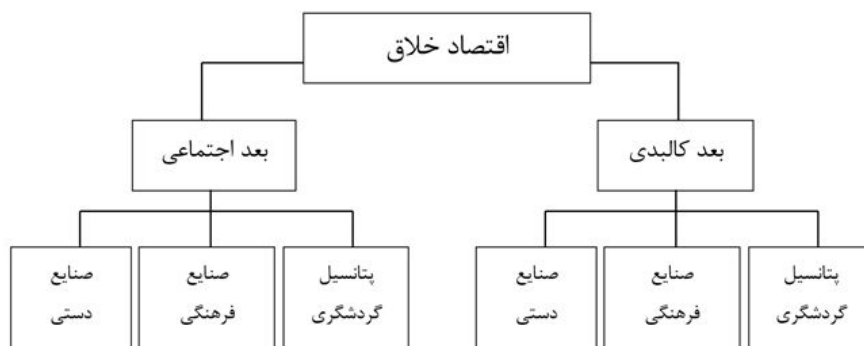 اقتصاد خلاق
بعد کالبدی
بعد اجتماعی
پتانسیل
گردشگری
صنایع
فرهنگی
صنایع
دستی
پتانسیل
گردشگری
صنایع
فرهنگی
صنایع
دستی